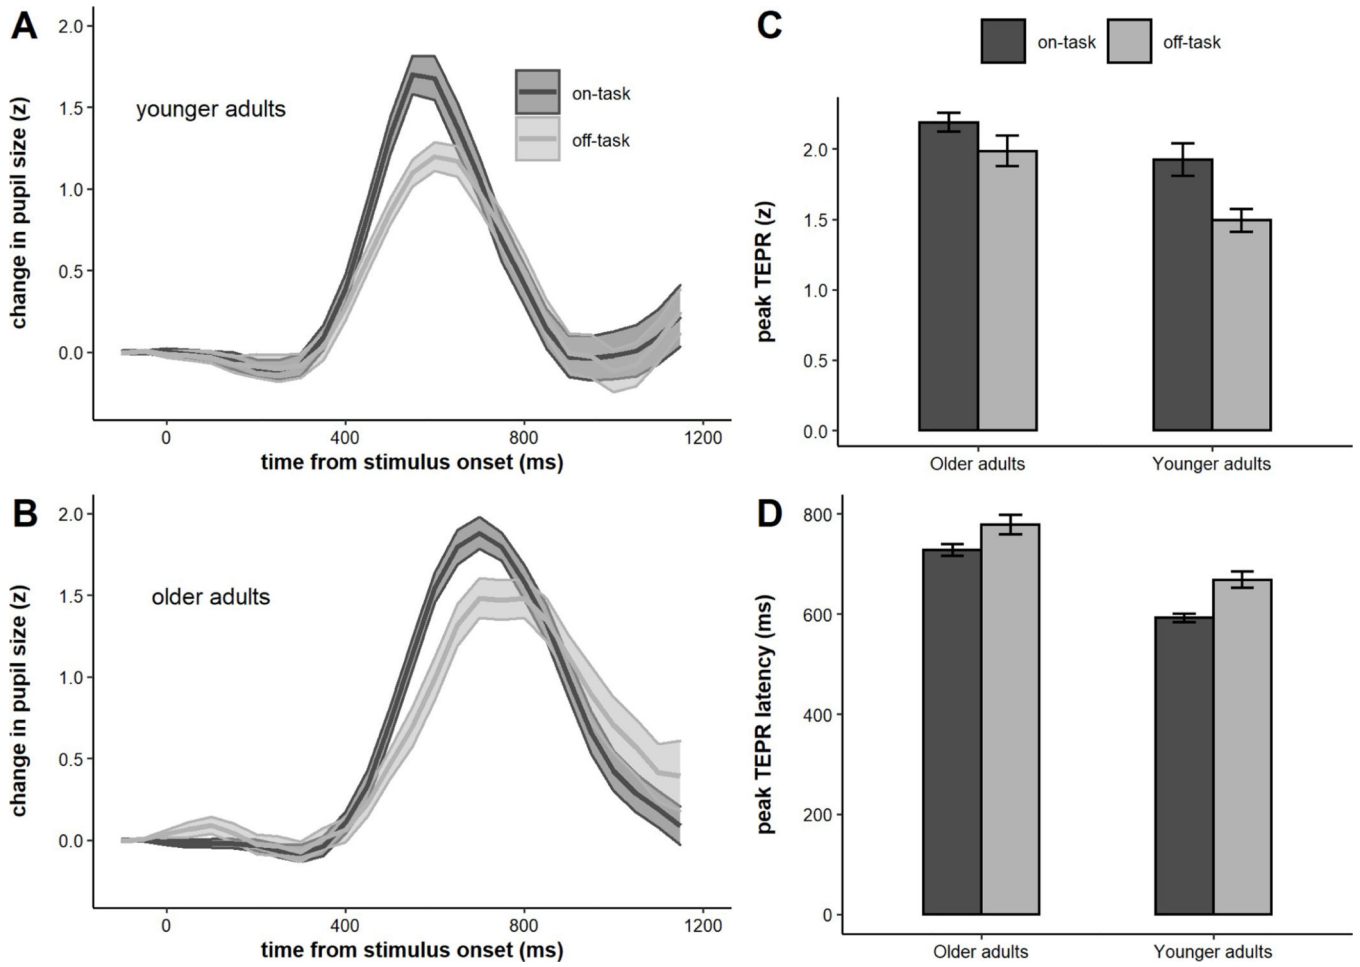 A
younger adults
on-task
off-task
change in pupil size (z)
2.0
1.5
1.0
0.5
0.0
0
400
800
1200
time from stimulus onset (ms)
B
older adults
change in pupil size (z)
2.0
1.5
1.0
0.5
0.0
0
400
800
1200
time from stimulus onset (ms)
C
on-task
off-task
peak TEPR (z)
2.0
1.5
1.0
0.5
0.0
Older adults
Younger adults
D
peak TEPR latency (ms)
800
600
400
200
0
Older adults
Younger adults